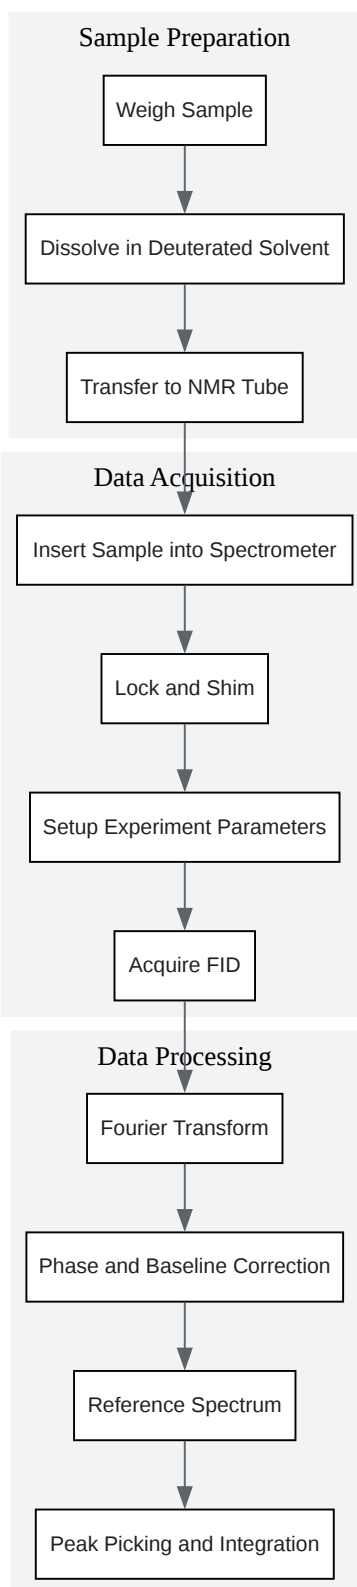 Sample Preparation
Weigh Sample
Dissolve in Deuterated Solvent
Transfer to NMR Tube
Data Acquisition
Insert Sample into Spectrometer
Lock and Shim
Setup Experiment Parameters
Acquire FID
Data Processing
Fourier Transform
Phase and Baseline Correction
Reference Spectrum
Peak Picking and Integration